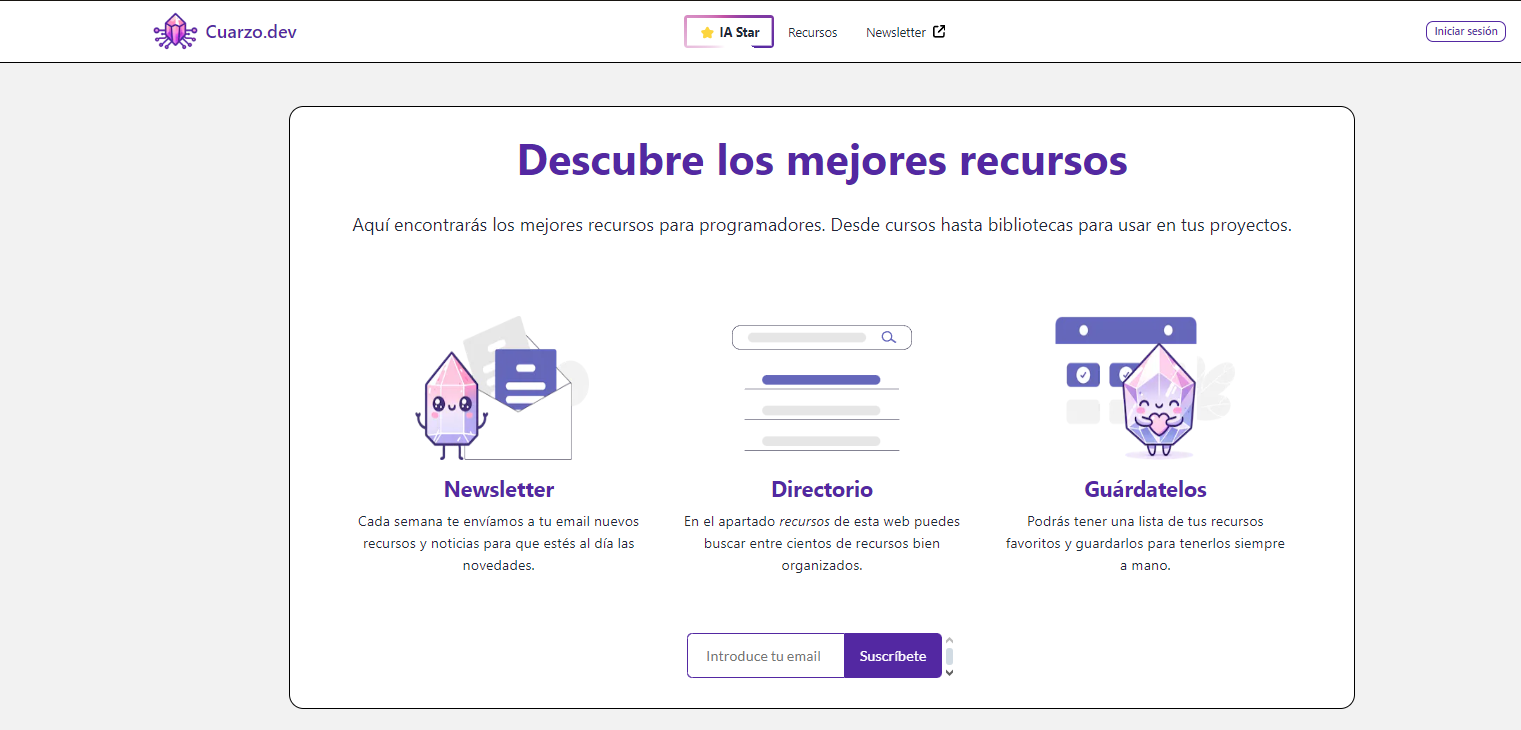 Cuarzo.dev
IA Star
Recursos
Newsletter
Iniciar sesión
Descubre los mejores recursos
Aquí encontrarás los mejores recursos para programadores. Desde cursos hasta bibliotecas para usar en tus proyectos.
Newsletter
Cada semana te envíamos a tu email nuevos
recursos y noticias para que estés al día las
novedades.
Directorio
En el apartado recursos de esta web puedes
buscar entre cientos de recursos bien
organizados.
Guárdatelos
Podrás tener una lista de tus recursos
favoritos y guardarlos para tenerlos siempre
a mano.
Introduce tu email
Suscríbete